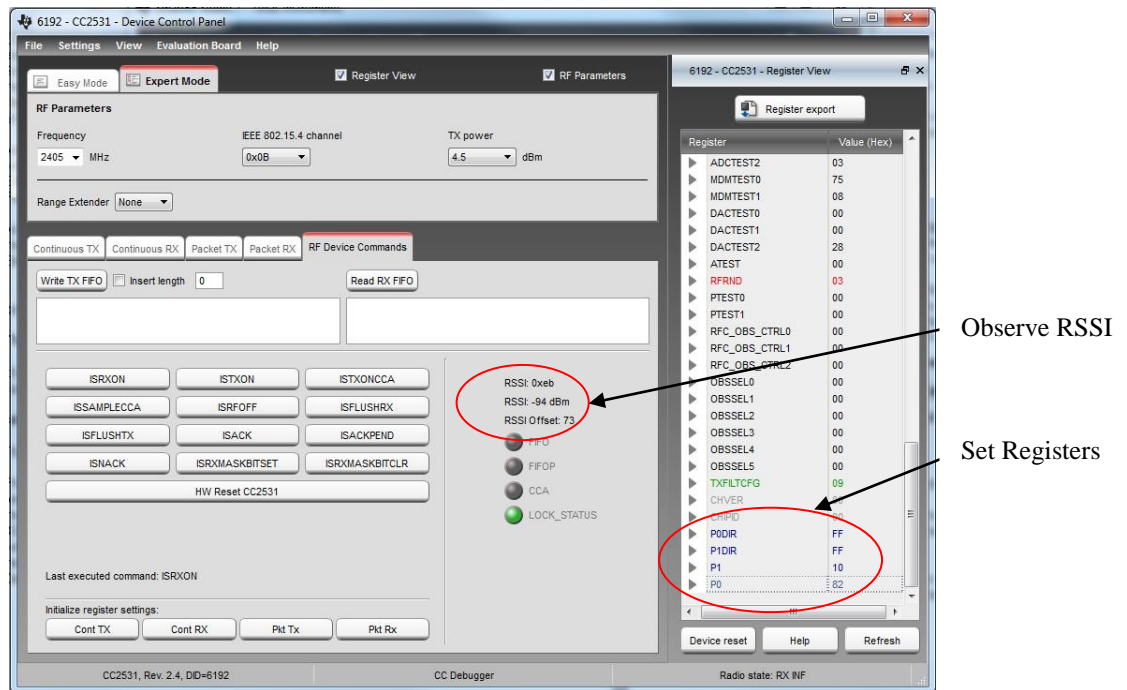 6192 - CC2531 - Device Control Panel
File Settings View Evaluation Board Help
Easy Mode Expert Mode Register View RF Parameters
RF Parameters
Frequency IEEE 802.15.4 channel TX power
2405 MHz 0x0B 4.5 dBm
Range Extender None
Continuous TX Continuous RX Packet TX Packet RX RF Device Commands
Write TX FIFO Insert length 0 Read RX FIFO
ISRXON ISTXON ISTXONCCA
ISSAMPLECCA ISRFOFF ISFLUSHRX
ISFLUSHTX ISACK ISACKPEND
ISNACK ISRXMASKBITSET ISRXMASKBITCLR
HW Reset CC2531
RSSI: 0xeb
RSSI: -94 dBm
RSSI Offset: 73
FIFO
FIFOP
CCA
LOCK_STATUS
Last executed command: ISRXON
Initialize register settings:
Cont TX Cont RX Pkt Tx Pkt Rx
6192 - CC2531 - Register View
Register export
Register Value (Hex)
ADCTEST2 03
MDMTEST0 75
MDMTEST1 08
DACTEST0 00
DACTEST1 00
DACTEST2 28
ATEST 00
RFRND 03
PTEST0 00
PTEST1 00
RFC_OBS_CTRL0 00
RFC_OBS_CTRL1 00
RFC_OBS_CTRL2 00
OBSSEL0 00
OBSSEL1 00
OBSSEL2 00
OBSSEL3 00
OBSSEL4 00
OBSSEL5 00
TXFILTCFG 09
CHVER
CHIPID
P0DIR FF
P1DIR FF
P1 10
P0 82
Device reset Help Refresh
CC2531, Rev. 2.4, DID=6192 CC Debugger Radio state: RX INF
Observe RSSI
Set Registers